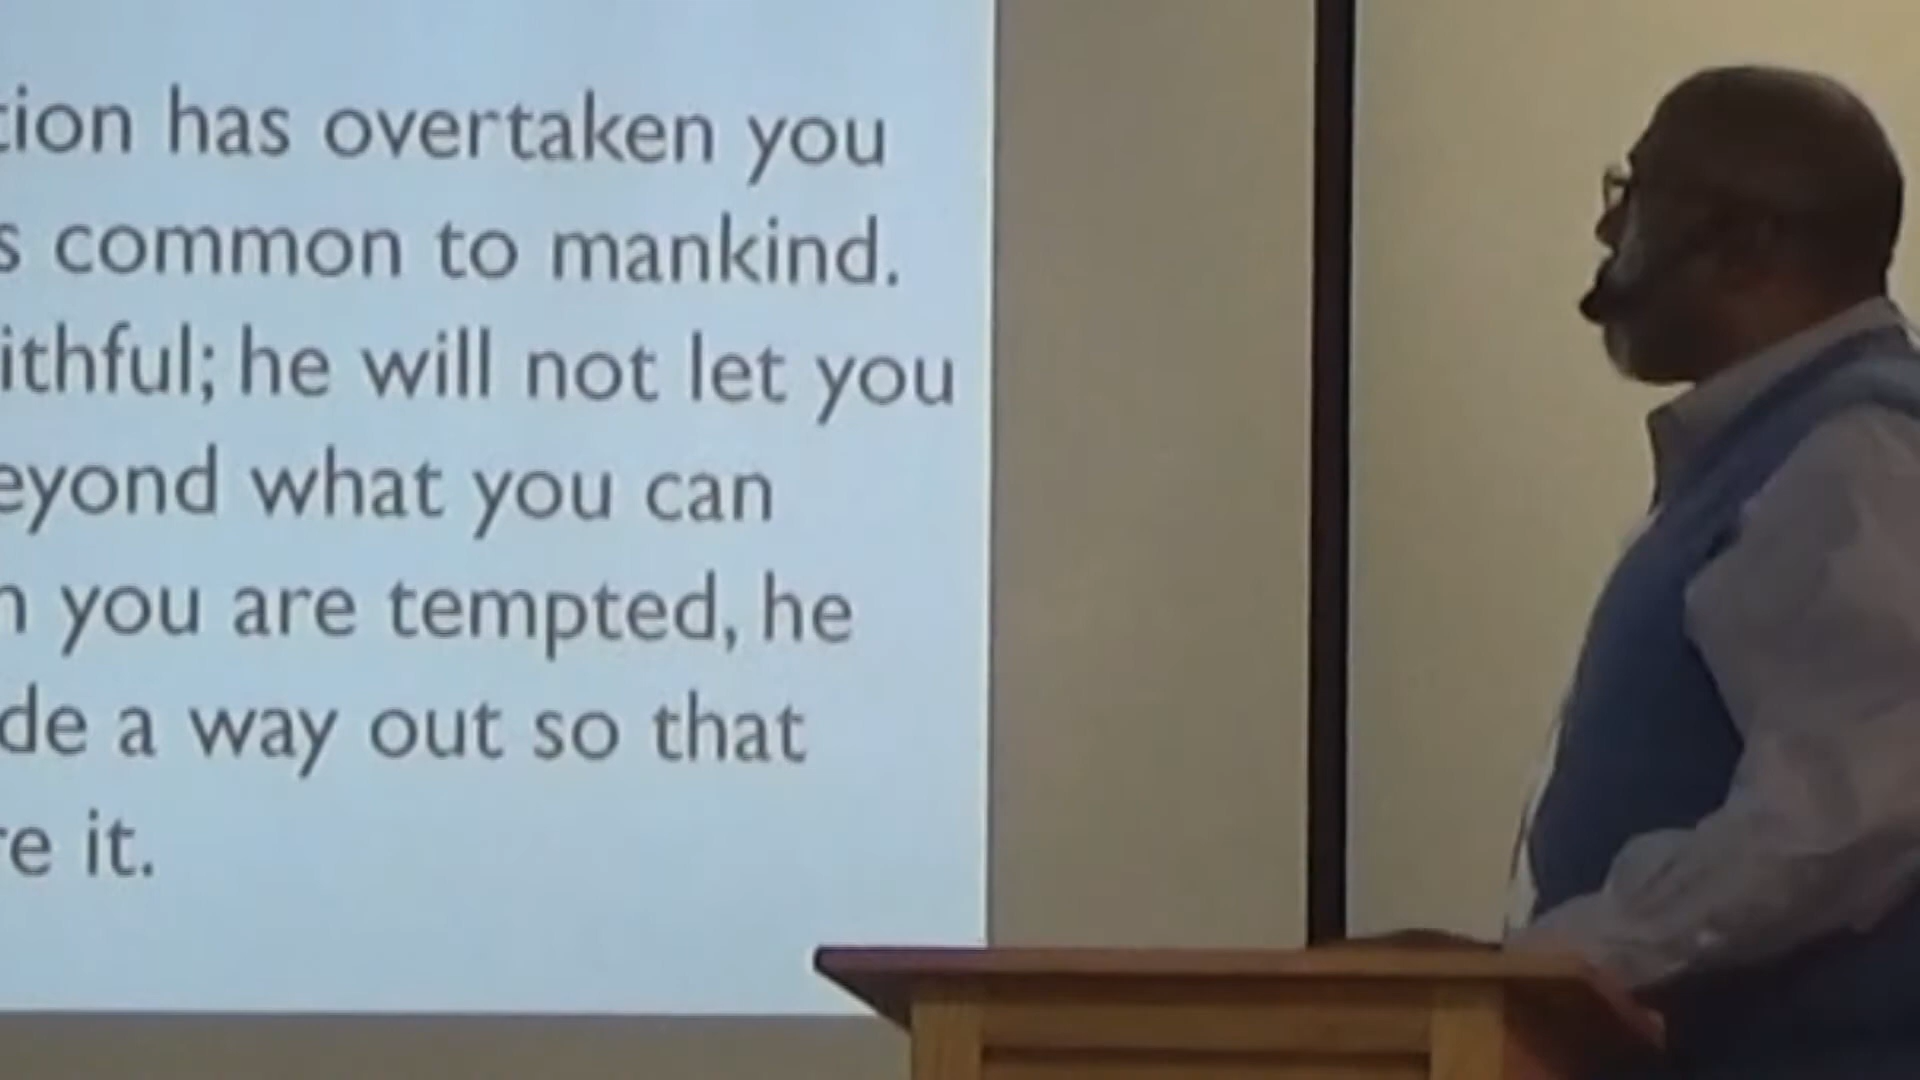 tion has overtaken you
s common to mankind.
ithful; he will not let you
eyond what you can
n you are tempted, he
de a way out so that
re it.